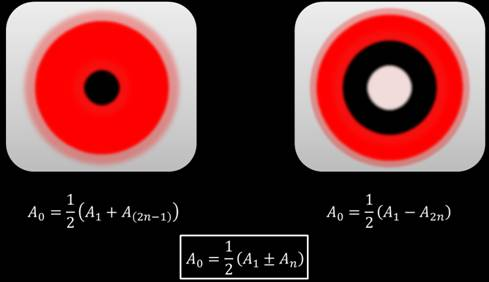 A₀ = 1/2 (A₁ + A₍₂ₙ₋₁₎)
A₀ = 1/2 (A₁ − A₂ₙ)
A₀ = 1/2 (A₁ ± Aₙ)